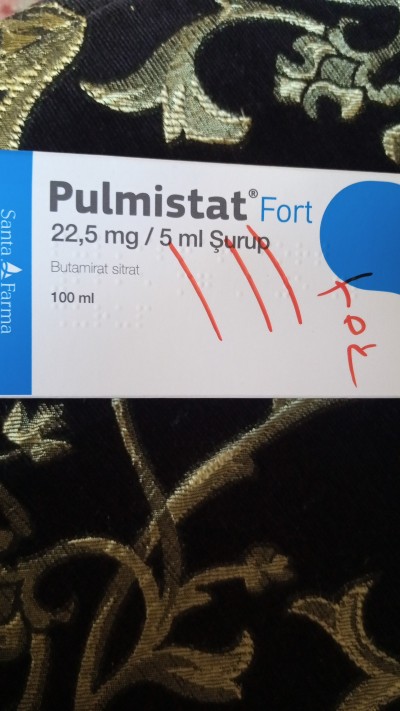 Pulmistat® Fort
22,5 mg / 5 ml Şurup
Butamirat sitrat
100 ml
Santa Farma